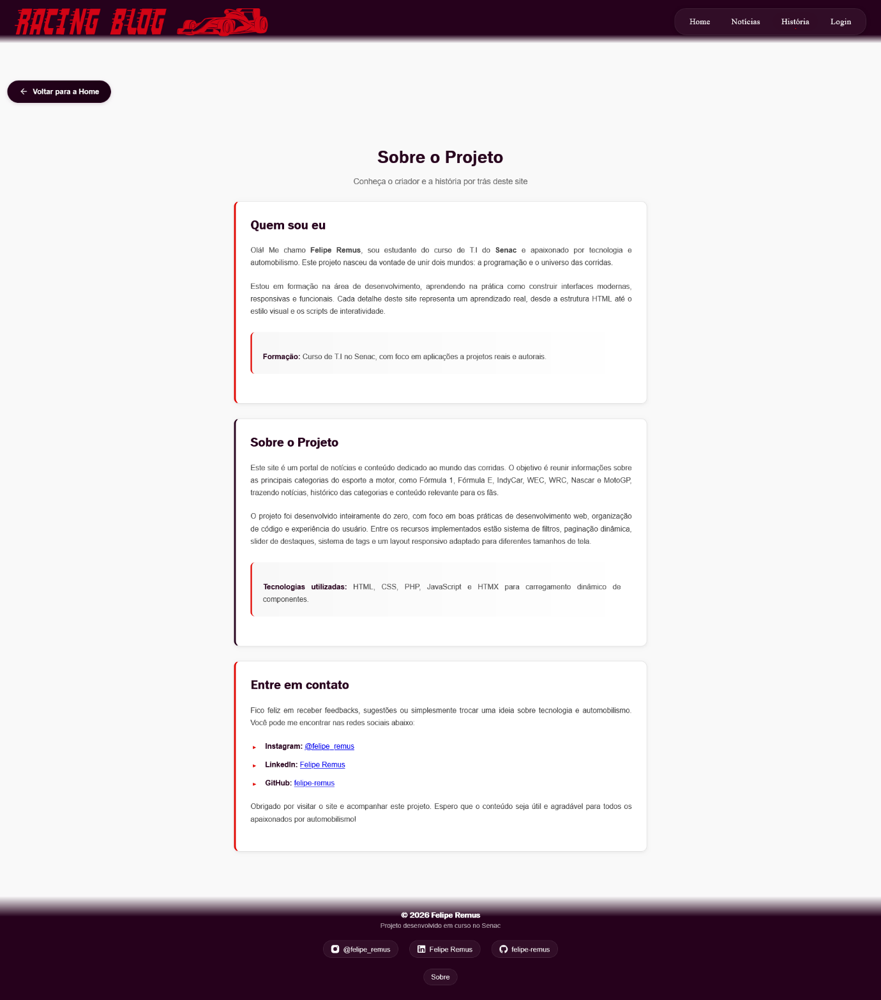 RACING BLOG
Home Notícias História Login
Voltar para a Home
Sobre o Projeto
Conheça o criador e a história por trás deste site
Quem sou eu
Olá! Me chamo Felipe Remus, sou estudante do curso de T.I do Senac e apaixonado por tecnologia e
automobilismo. Este projeto nasceu da vontade de unir dois mundos: a programação e o universo das corridas.
Estou em formação na área de desenvolvimento, aprendendo na prática como construir interfaces modernas,
responsivas e funcionais. Cada detalhe deste site representa um aprendizado real, desde a estrutura HTML até o
estilo visual e os scripts de interatividade.
Formação: Curso de T.I no Senac, com foco em aplicações a projetos reais e autorais.
Sobre o Projeto
Este site é um portal de notícias e conteúdo dedicado ao mundo das corridas. O objetivo é reunir informações sobre
as principais categorias do esporte a motor, como Fórmula 1, Fórmula E, IndyCar, WEC, WRC, Nascar e MotoGP,
trazendo notícias, histórico das categorias e conteúdo relevante para os fãs.
O projeto foi desenvolvido inteiramente do zero, com foco em boas práticas de desenvolvimento web, organização
de código e experiência do usuário. Entre os recursos implementados estão sistema de filtros, paginação dinâmica,
slider de destaques, sistema de tags e um layout responsivo adaptado para diferentes tamanhos de tela.
Tecnologias utilizadas: HTML, CSS, PHP, JavaScript e HTMX para carregamento dinâmico de
componentes.
Entre em contato
Fico feliz em receber feedbacks, sugestões ou simplesmente trocar uma ideia sobre tecnologia e automobilismo.
Você pode me encontrar nas redes sociais abaixo:
Instagram: @felipe_remus
LinkedIn: Felipe Remus
GitHub: felipe-remus
Obrigado por visitar o site e acompanhar este projeto. Espero que o conteúdo seja útil e agradável para todos os
apaixonados por automobilismo!
© 2026 Felipe Remus
Projeto desenvolvido em curso no Senac
@felipe_remus Felipe Remus felipe-remus
Sobre